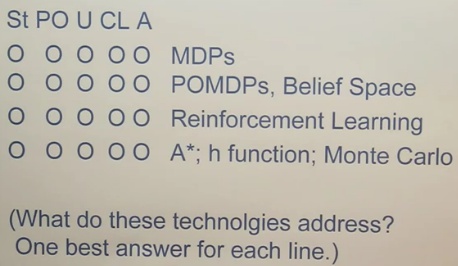 St PO U CL A
O O O O O MDPs
O O O O O POMDPs, Belief Space
O O O O O Reinforcement Learning
O O O O O A*; h function; Monte Carlo
(What do these technolgies address?
One best answer for each line.)